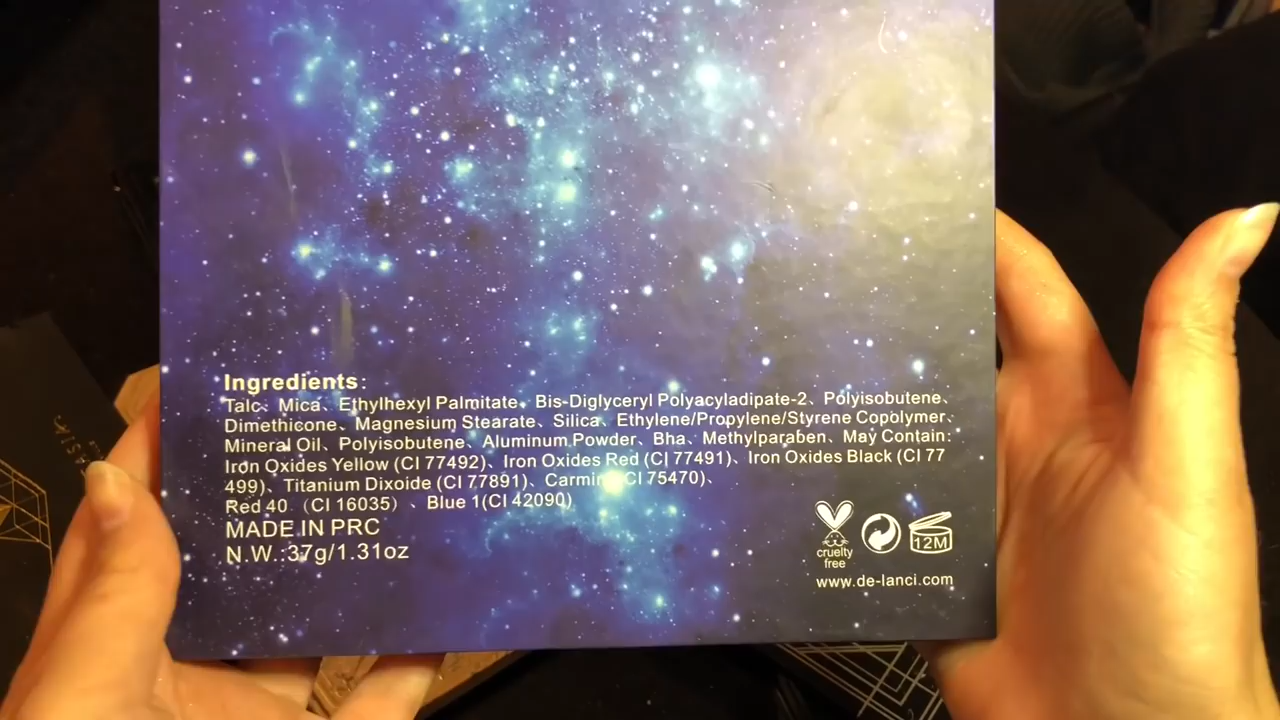 Ingredients:
Talc、Mica、Ethylhexyl Palmitate、Bis-Diglyceryl Polyacyladipate-2、Polyisobutene、
Dimethicone、Magnesium Stearate、Silica、Ethylene/Propylene/Styrene Copolymer、
Mineral Oil、Polyisobutene、Aluminum Powder、Bha、Methylparaben、May Contain:
Iron Oxides Yellow (CI 77492)、Iron Oxides Red (CI 77491)、Iron Oxides Black (CI 77
499)、Titanium Dixoide (CI 77891)、Carmine (CI 75470)、
Red 40 （CI 16035）、Blue 1(CI 42090)
MADE IN PRC
N.W.:37g/1.31oz
cruelty
free
12M
www.de-lanci.com